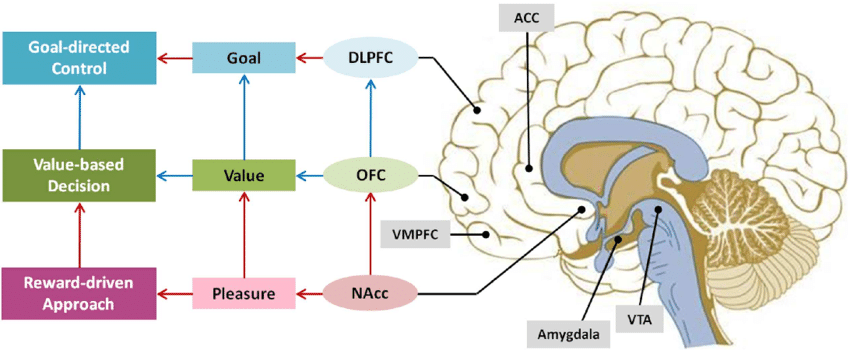 ACC
Goal-directed
Control
Goal
DLPFC
Value-based
Decision
Value
OFC
VMPFC
Reward-driven
Approach
Pleasure
NAcc
Amygdala
VTA